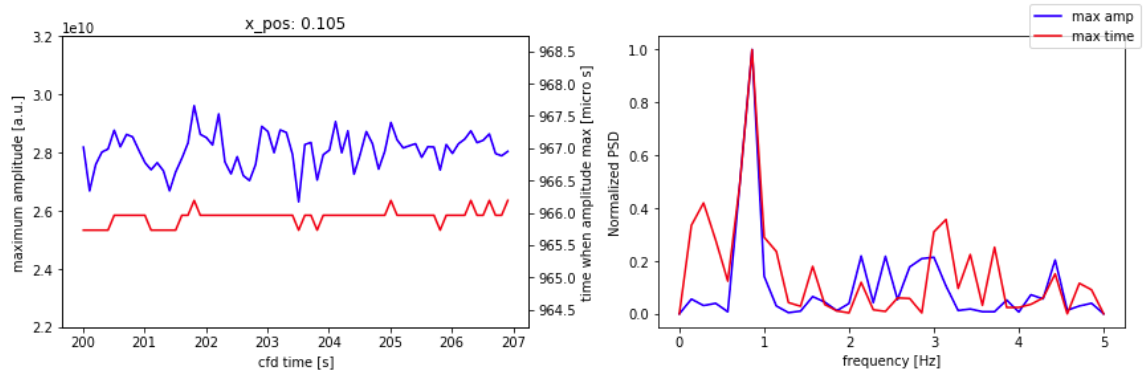 x_pos: 0.105
1e10
maximum amplitude [a.u.]
3.2
3.0
2.8
2.6
2.4
2.2
200 201 202 203 204 205 206 207
cfd time [s]
968.5
968.0
967.5
967.0
966.5
966.0
965.5
965.0
964.5
time when amplitude max [micro s]
max amp
max time
Normalized PSD
1.0
0.8
0.6
0.4
0.2
0.0
0 1 2 3 4 5
frequency [Hz]